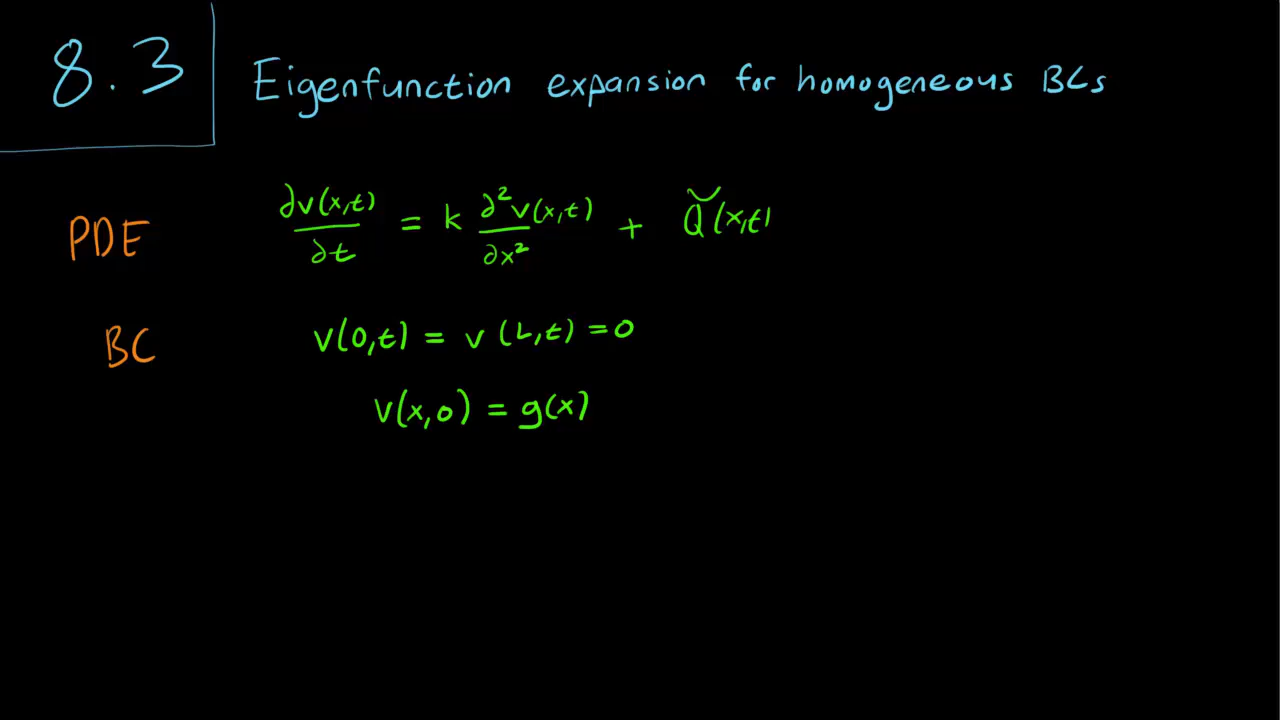 8.3 Eigenfunction expansion for homogeneous BCs
PDE ∂v(x,t)/∂t = k ∂²v(x,t)/∂x² + Q̆(x,t)
BC v(0,t) = v(L,t) = 0
v(x,0) = g(x)